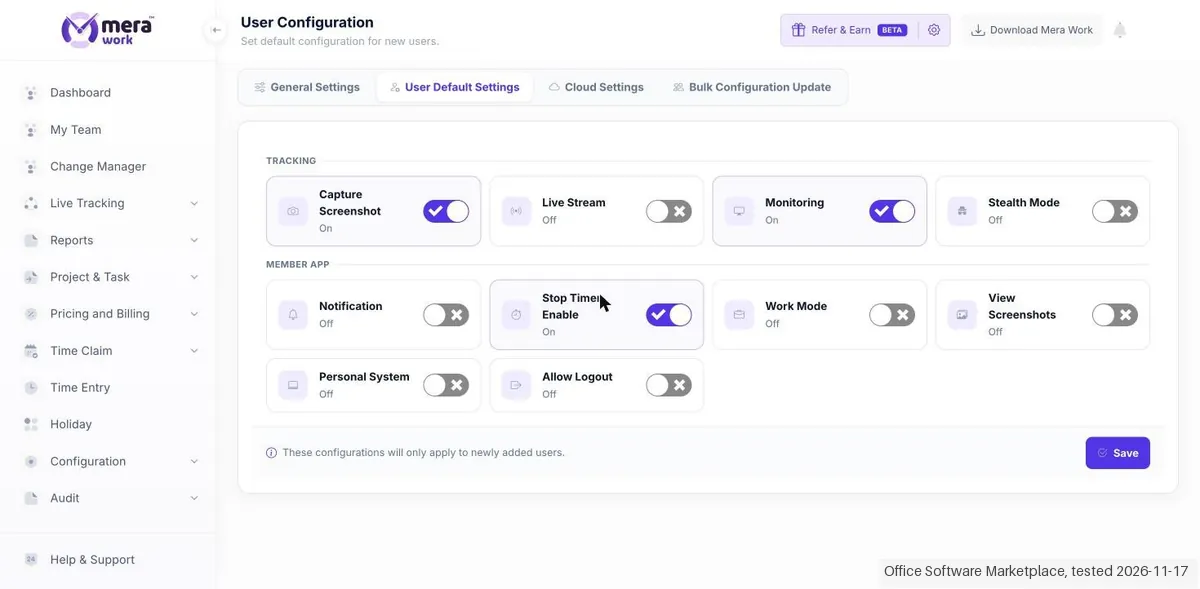 mera work™
User Configuration
Set default configuration for new users.
Refer & Earn BETA
Download Mera Work
Dashboard
My Team
Change Manager
Live Tracking
Reports
Project & Task
Pricing and Billing
Time Claim
Time Entry
Holiday
Configuration
Audit
Help & Support
General Settings
User Default Settings
Cloud Settings
Bulk Configuration Update
TRACKING
Capture
Screenshot
On
Live Stream
Off
Monitoring
On
Stealth Mode
Off
MEMBER APP
Notification
Off
Stop Timer
Enable
On
Work Mode
Off
View
Screenshots
Off
Personal System
Off
Allow Logout
Off
These configurations will only apply to newly added users.
Save
Office Software Marketplace, tested 2026-11-17